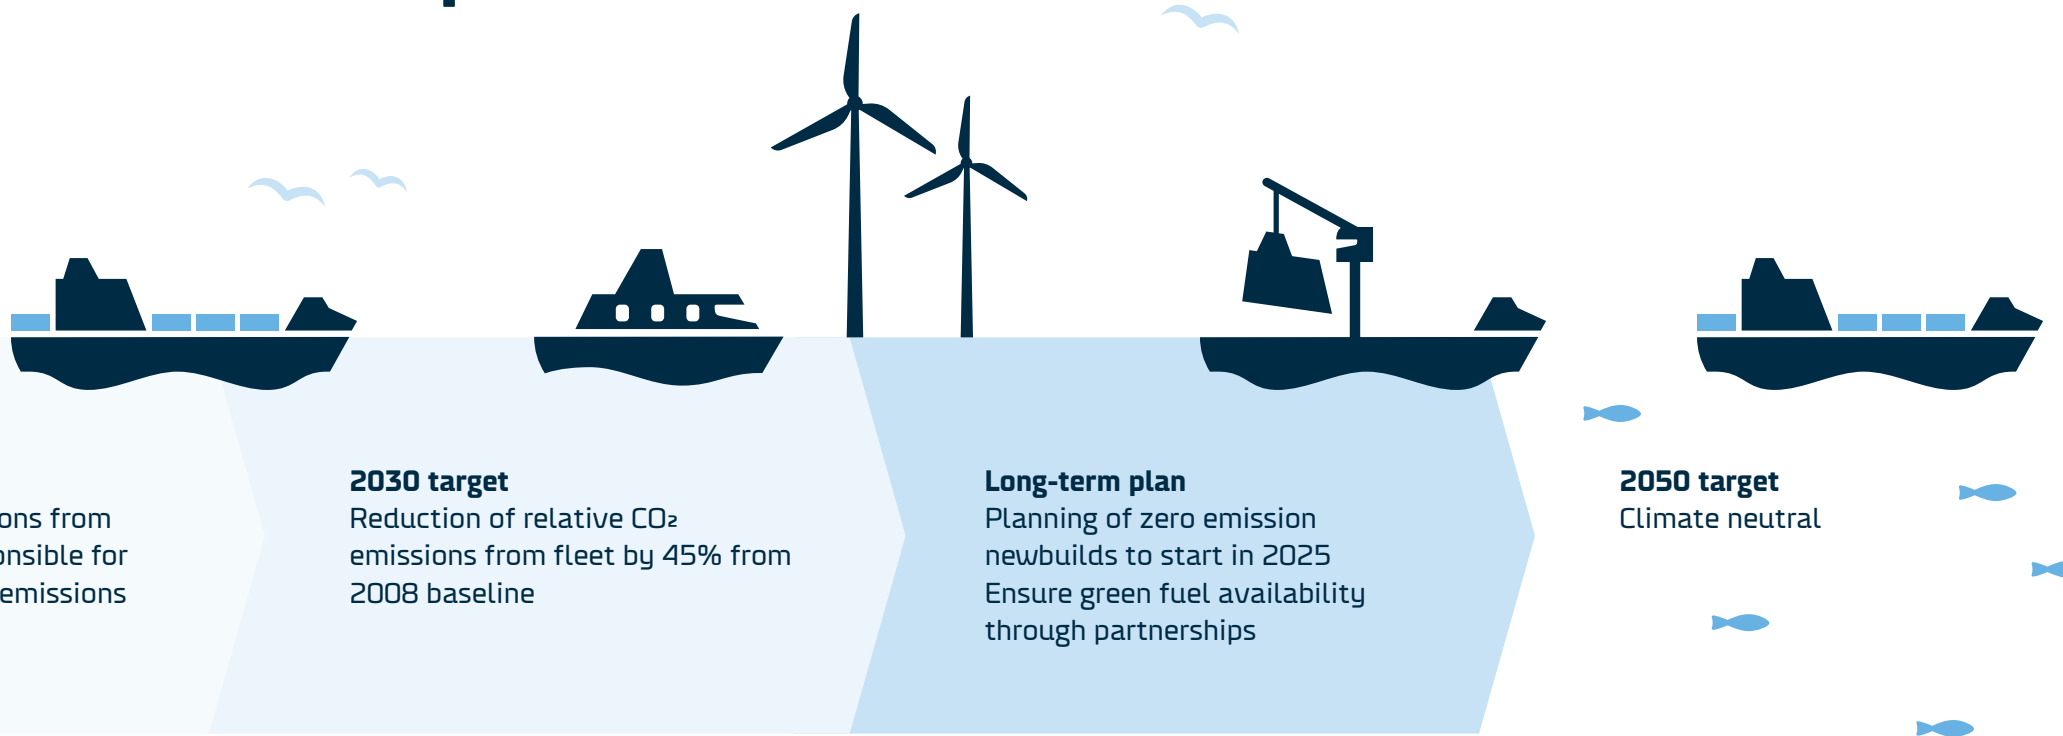 ons from
onsible for
emissions
2030 target
Reduction of relative CO₂
emissions from fleet by 45% from
2008 baseline
Long-term plan
Planning of zero emission
newbuilds to start in 2025
Ensure green fuel availability
through partnerships
2050 target
Climate neutral